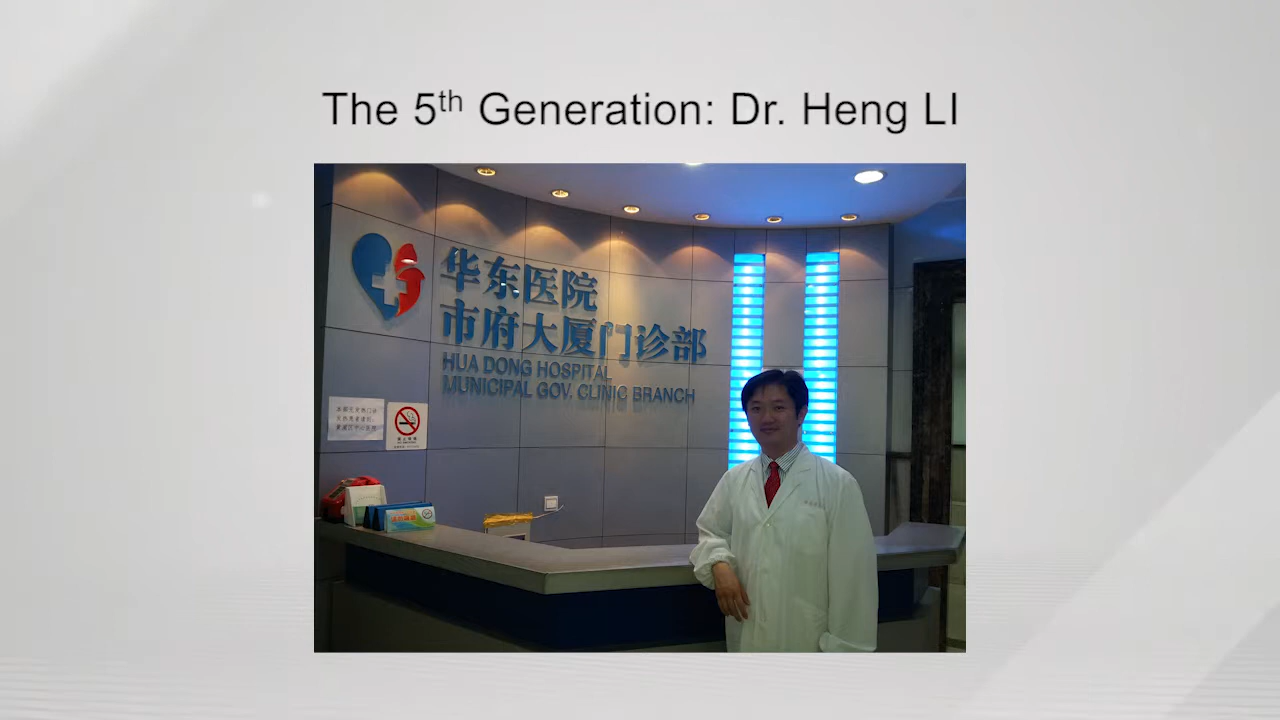 The 5th Generation: Dr. Heng LI
华东医院
市府大厦门诊部
HUA DONG HOSPITAL
MUNICIPAL GOV. CLINIC BRANCH